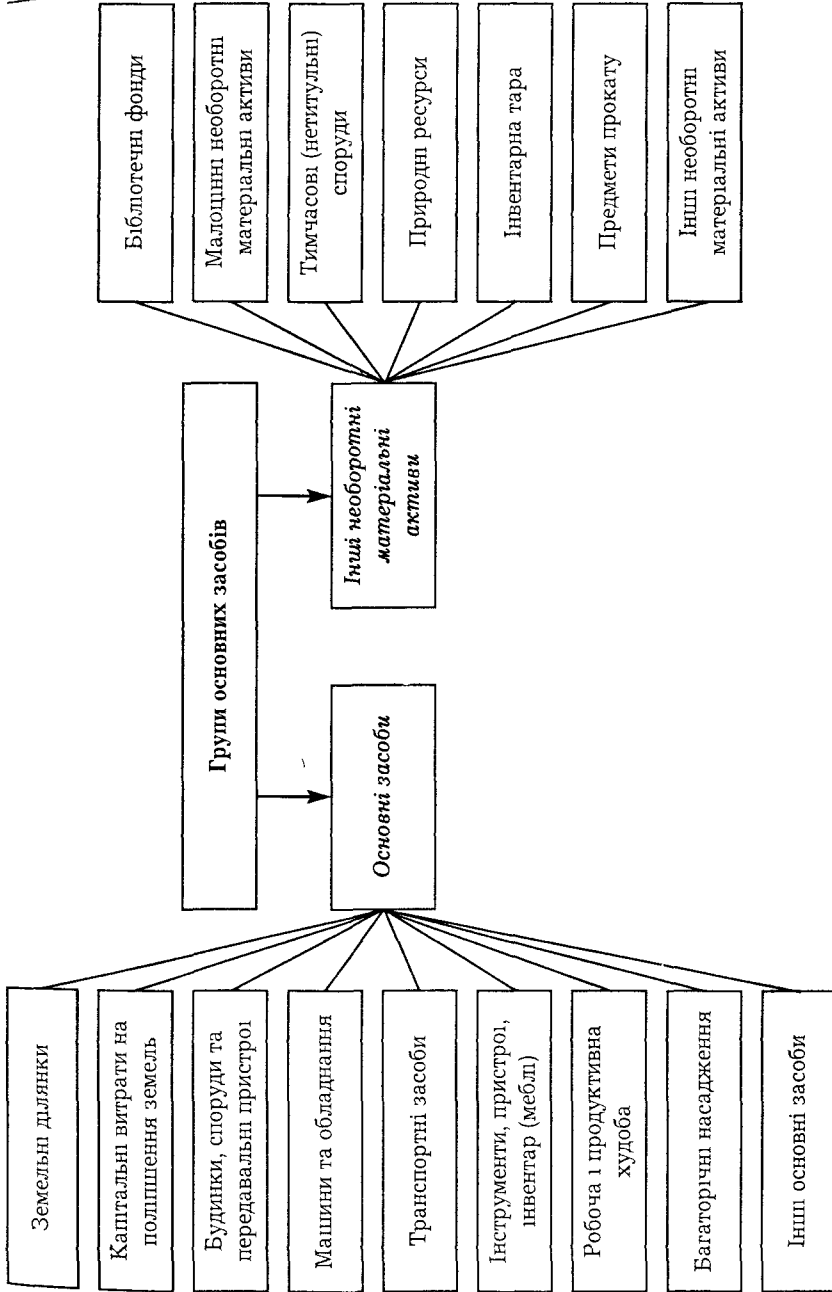 Групи основних засобів
Основні засоби
Земельні ділянки
Капітальні витрати на
поліпшення земель
Будинки, споруди та
передавальні пристрої
Машини та обладнання
Транспортні засоби
Інструменти, пристрої,
інвентар (меблі)
Робоча і продуктивна
худоба
Багаторічні насадження
Інші основні засоби
Інші необоротні
матеріальні
активи
Бібліотечні фонди
Малоцінні необоротні
матеріальні активи
Тимчасові (нетитульні)
споруди
Природні ресурси
Інвентарна тара
Предмети прокату
Інші необоротні
матеріальні активи